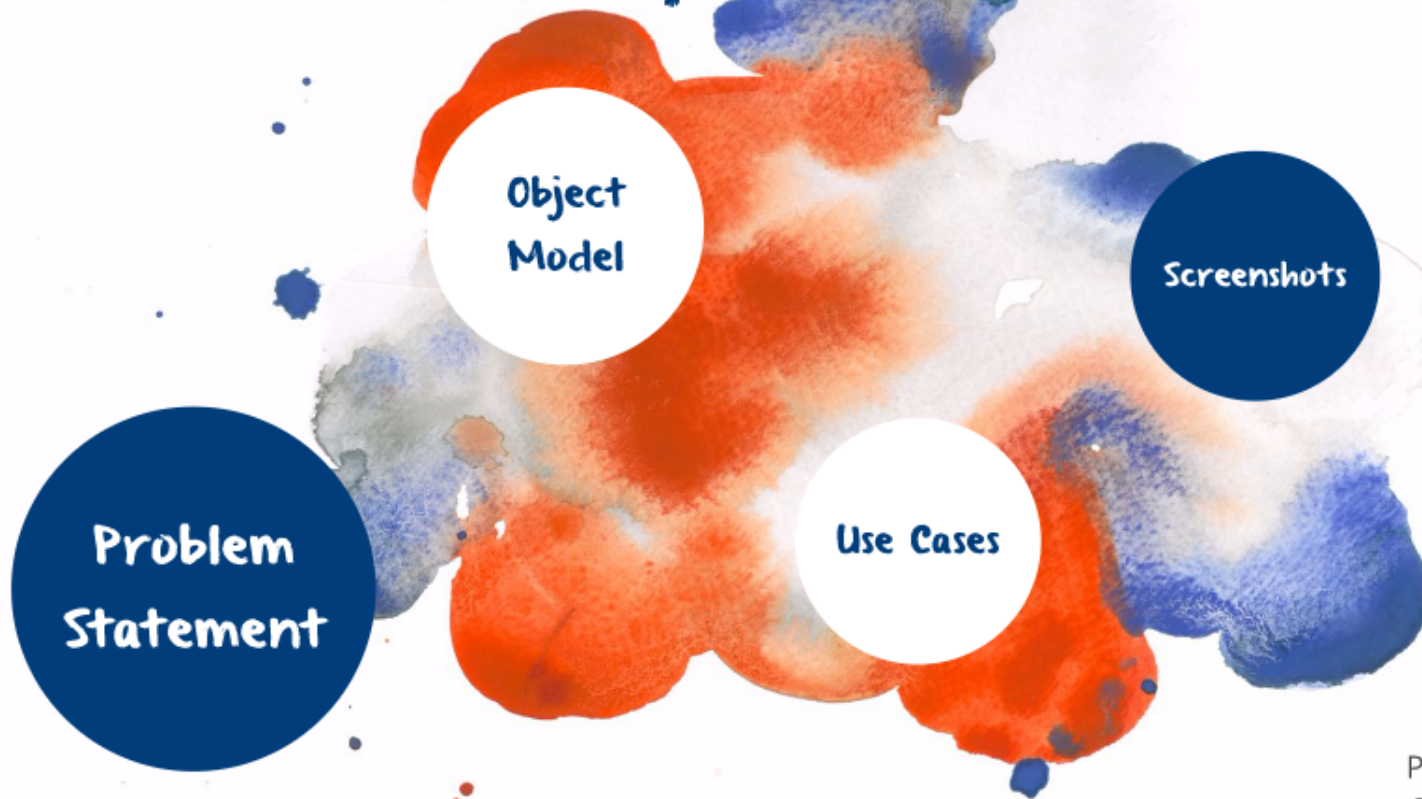 Object
Model
Screenshots
Use Cases
Problem
Statement
P